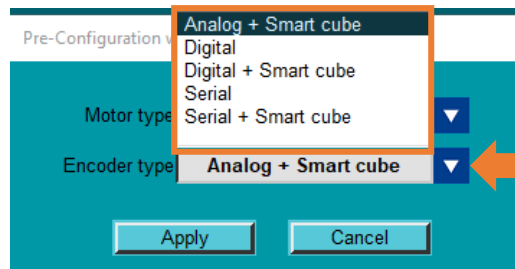 Pre-Configuration
Analog + Smart cube
Digital
Digital + Smart cube
Serial
Serial + Smart cube
Motor type
Encoder type
Analog + Smart cube
Apply
Cancel